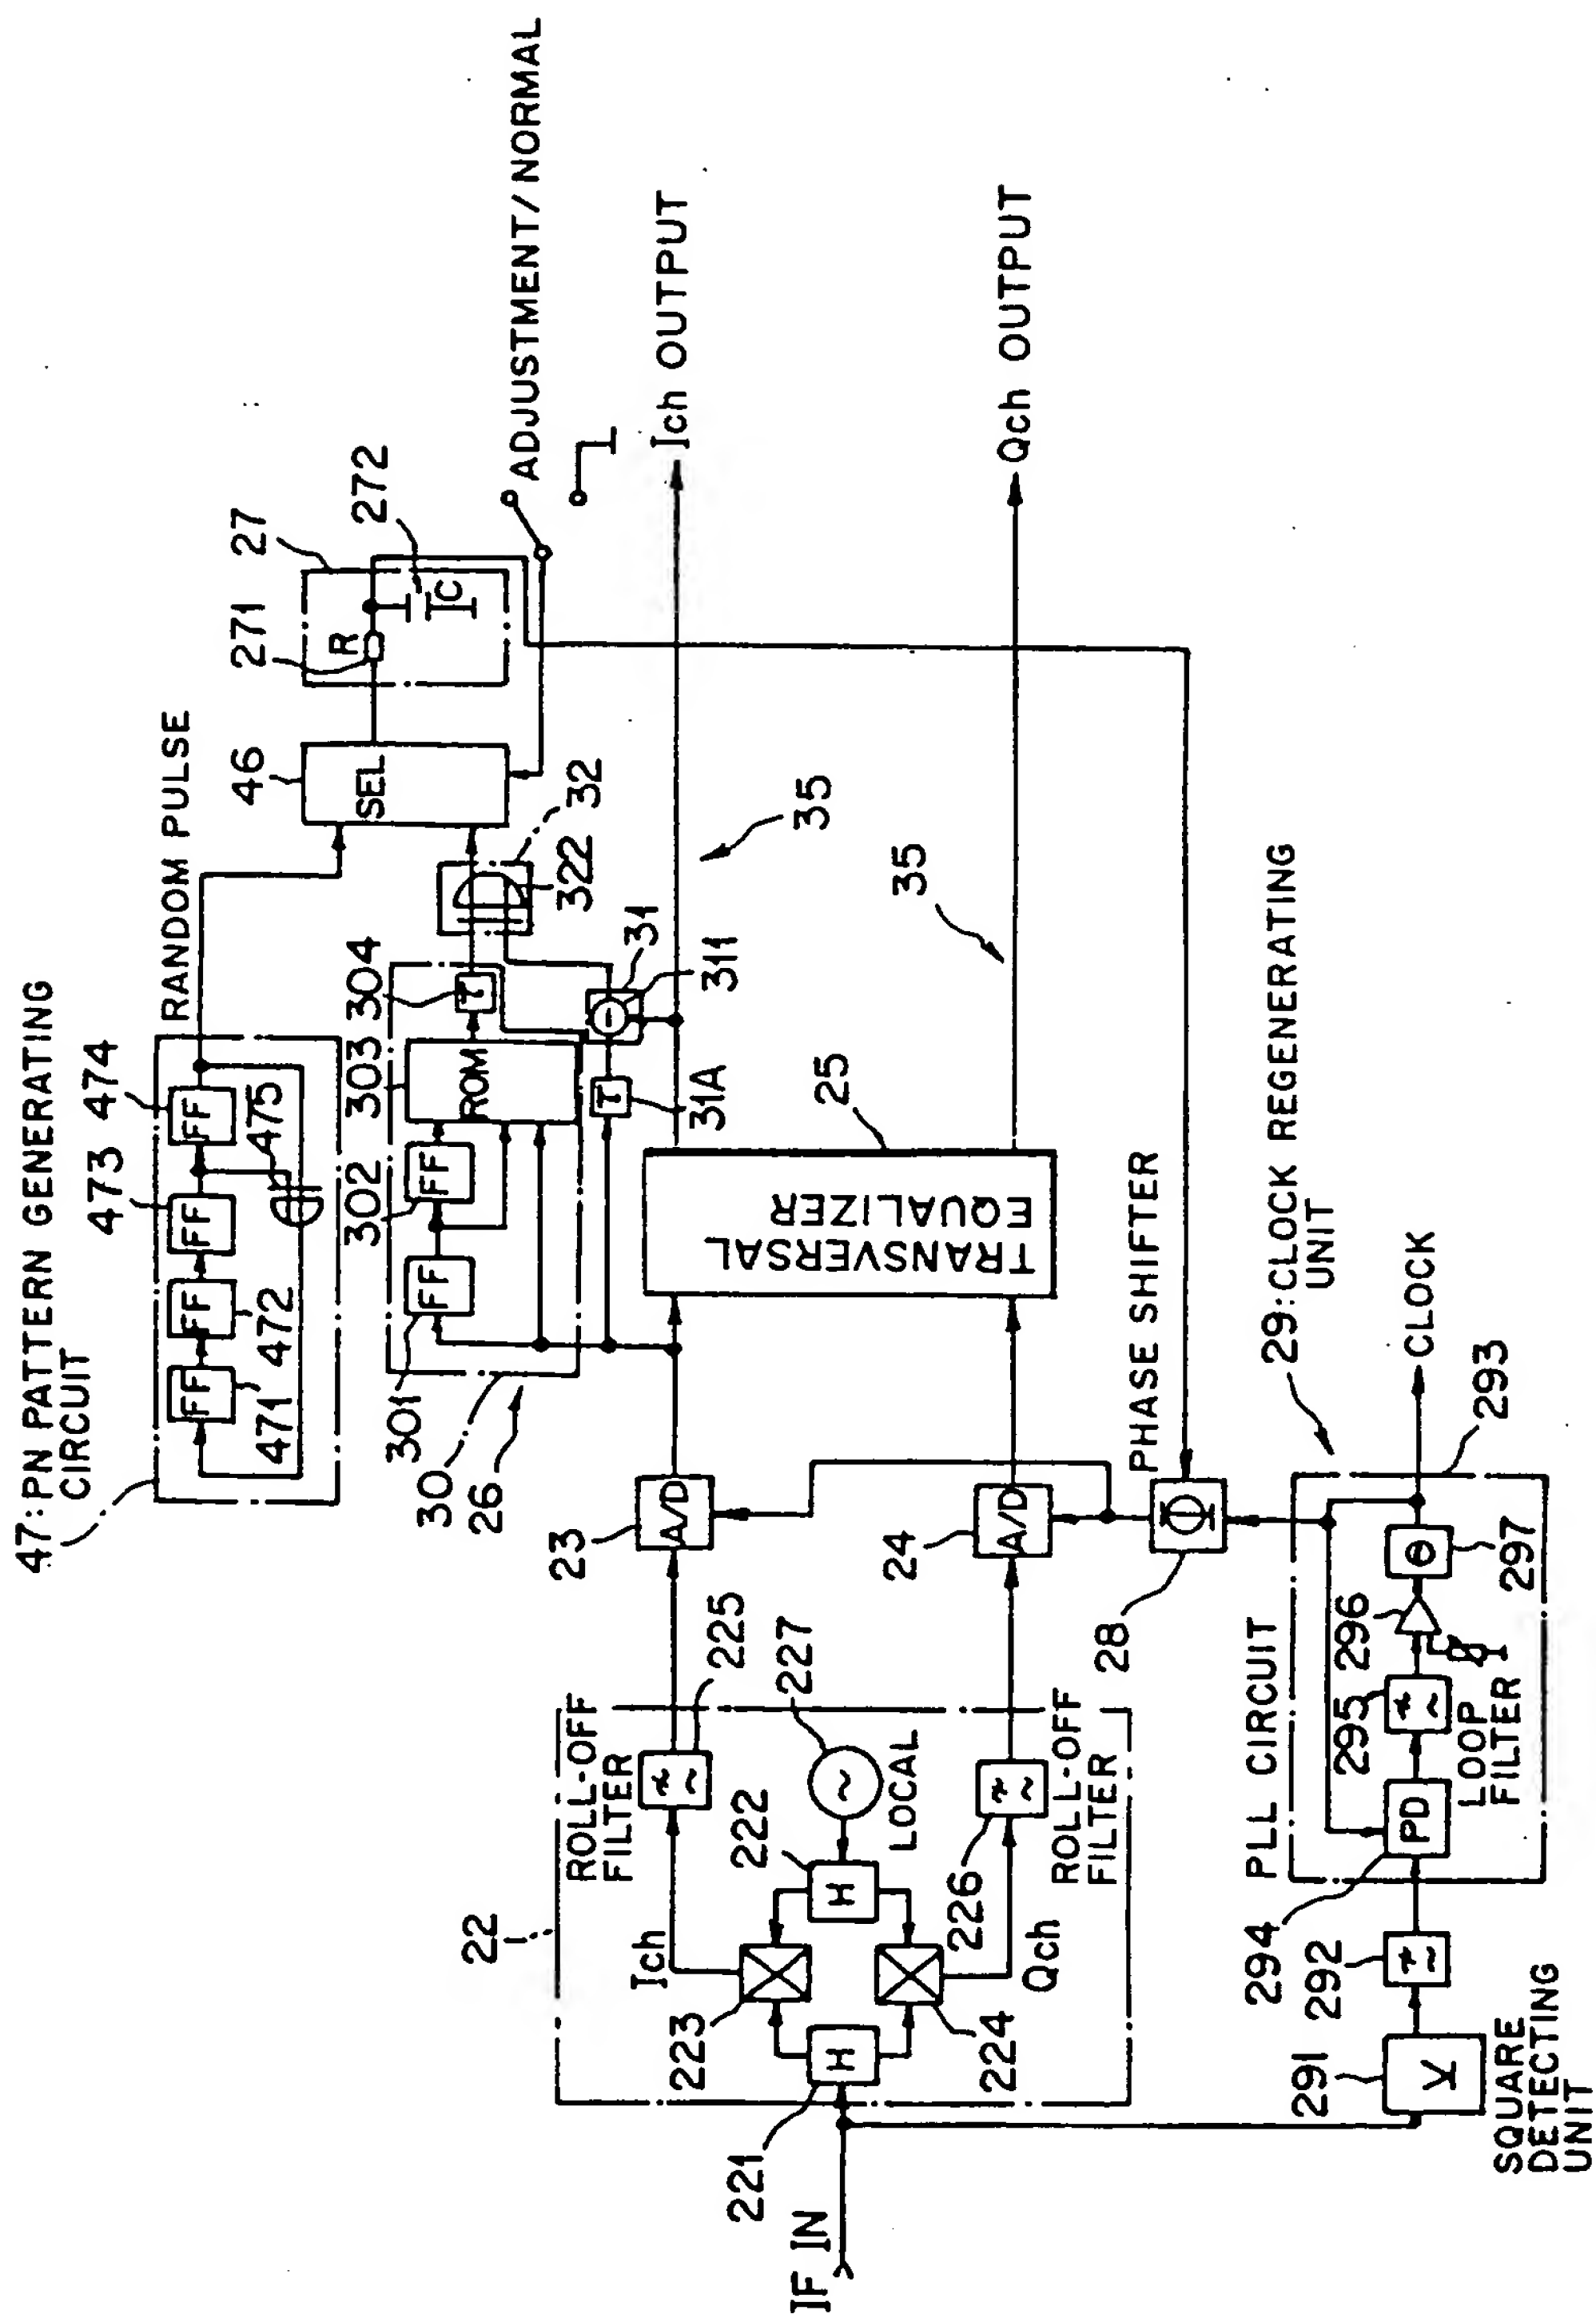 47: PN PATTERN GENERATING
CIRCUIT
473
474
RANDOM PULSE
FF
FF
FF
FF
471
472
475
46
SEL
271
27
R
C
272
ADJUSTMENT/NORMAL
302
303
304
FF
FF
ROM
τ
301
30
26
32
322
31
311
31A
τ
Ich OUTPUT
35
35
Qch OUTPUT
25
TRANSVERSAL
EQUALIZER
23
A/D
24
A/D
PHASE SHIFTER
28
Φ
22
ROLL-OFF
FILTER
225
227
LOCAL
222
H
Ich
223
224
Qch
226
ROLL-OFF
FILTER
221
H
IF IN
29: CLOCK REGENERATING
UNIT
CLOCK
293
PLL CIRCUIT
297
Θ
296
295
LOOP
FILTER
PD
294
292
291
SQUARE
DETECTING
UNIT